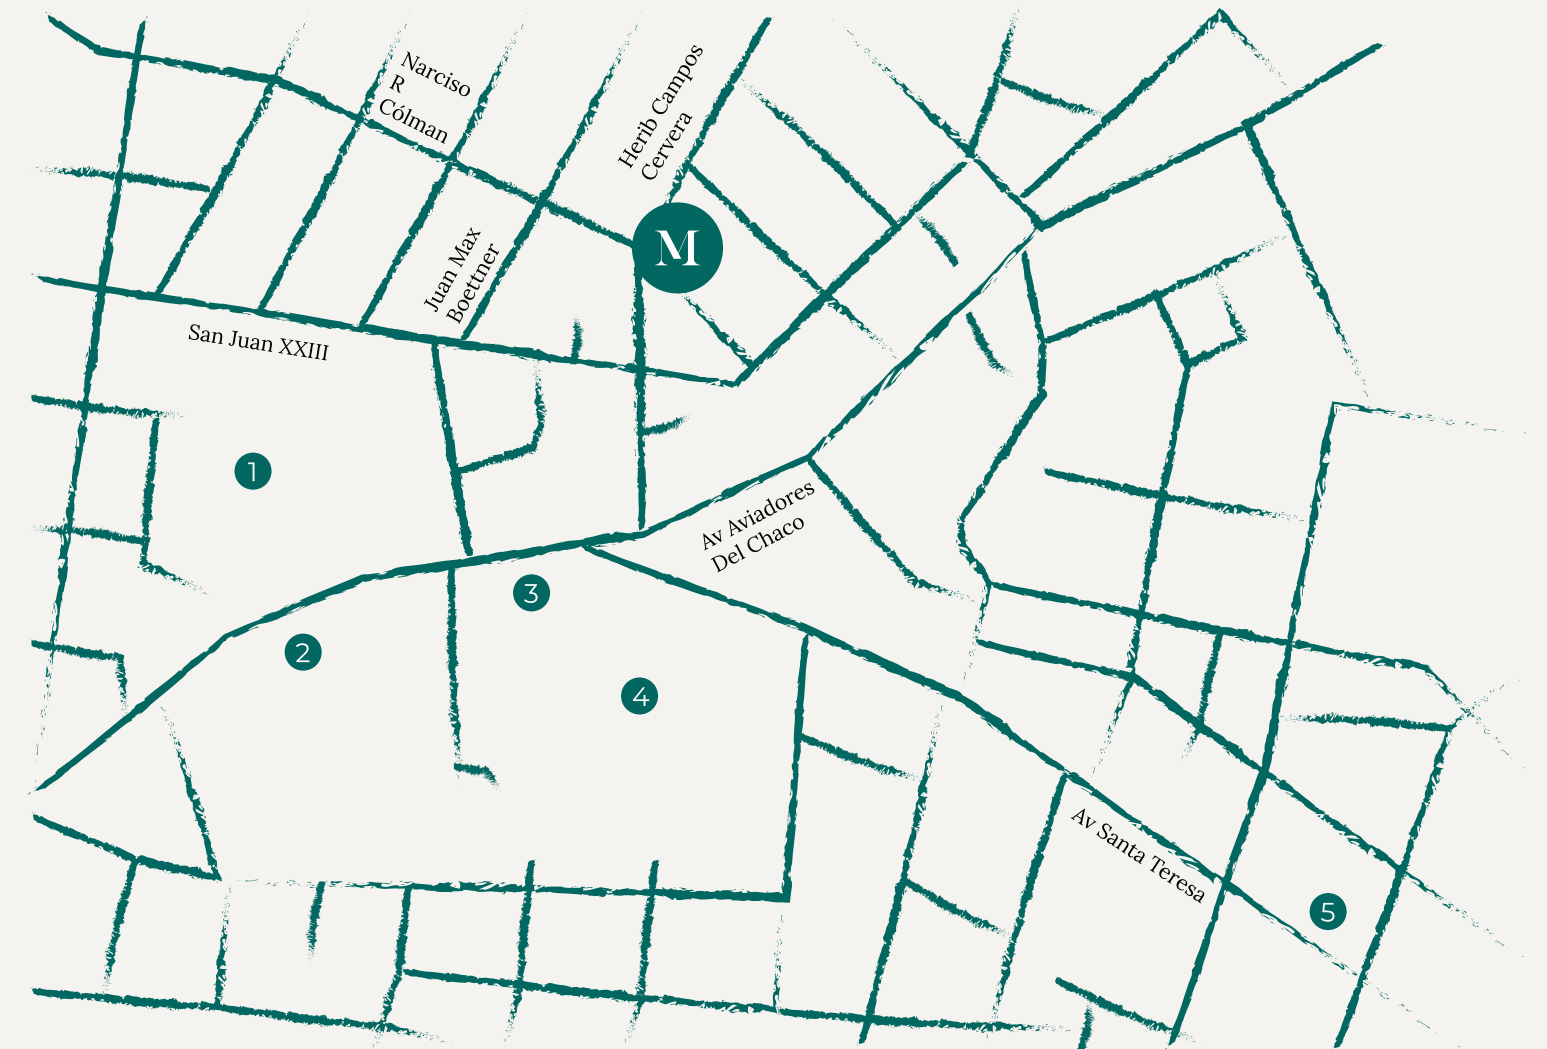 Narciso
R
Cólman
Herib Campos
Cervera
M
Juan Max
Boettner
San Juan XXIII
1
Av Aviadores
Del Chaco
3
2
4
Av Santa Teresa
5